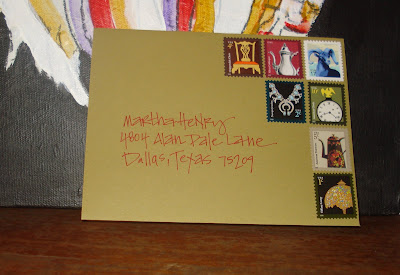 Martha Henry
4804 Alan Dale Lane
Dallas, Texas 75209